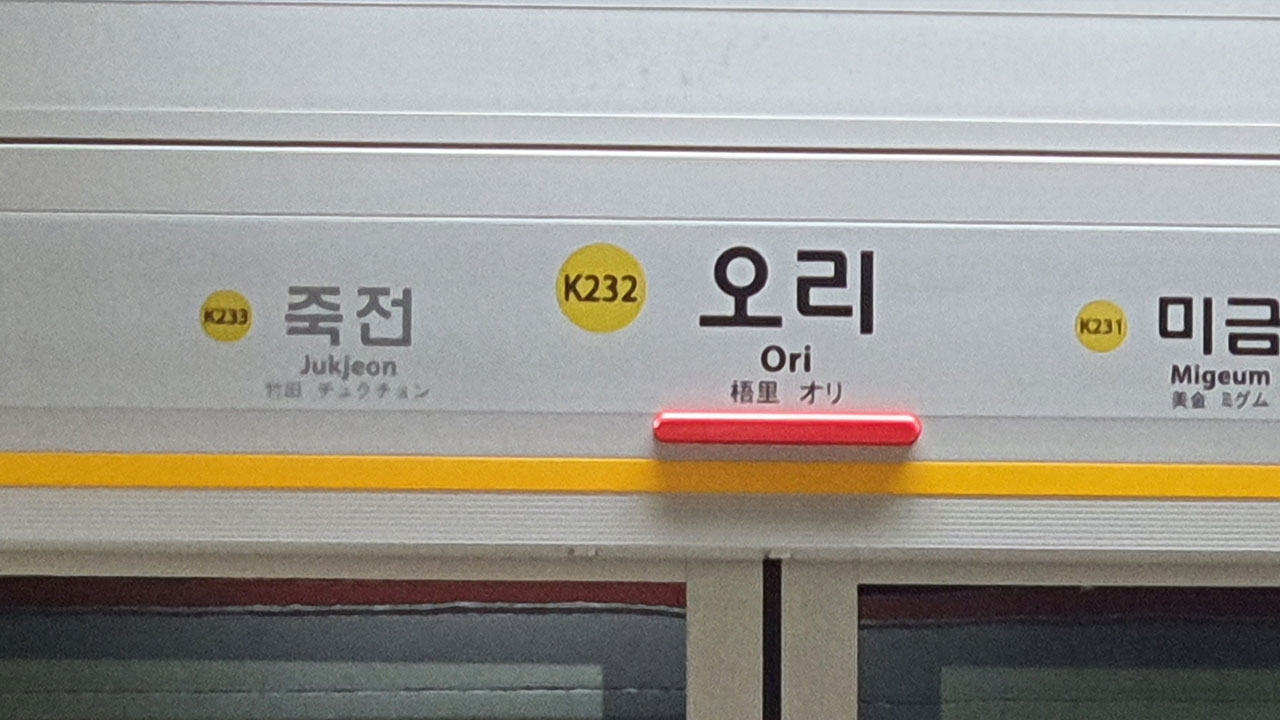 K233 죽전
Jukjeon
竹田 チュクチョン
K232 오리
Ori
梧里 オリ
K231 미금
Migeum
美金 ミグム